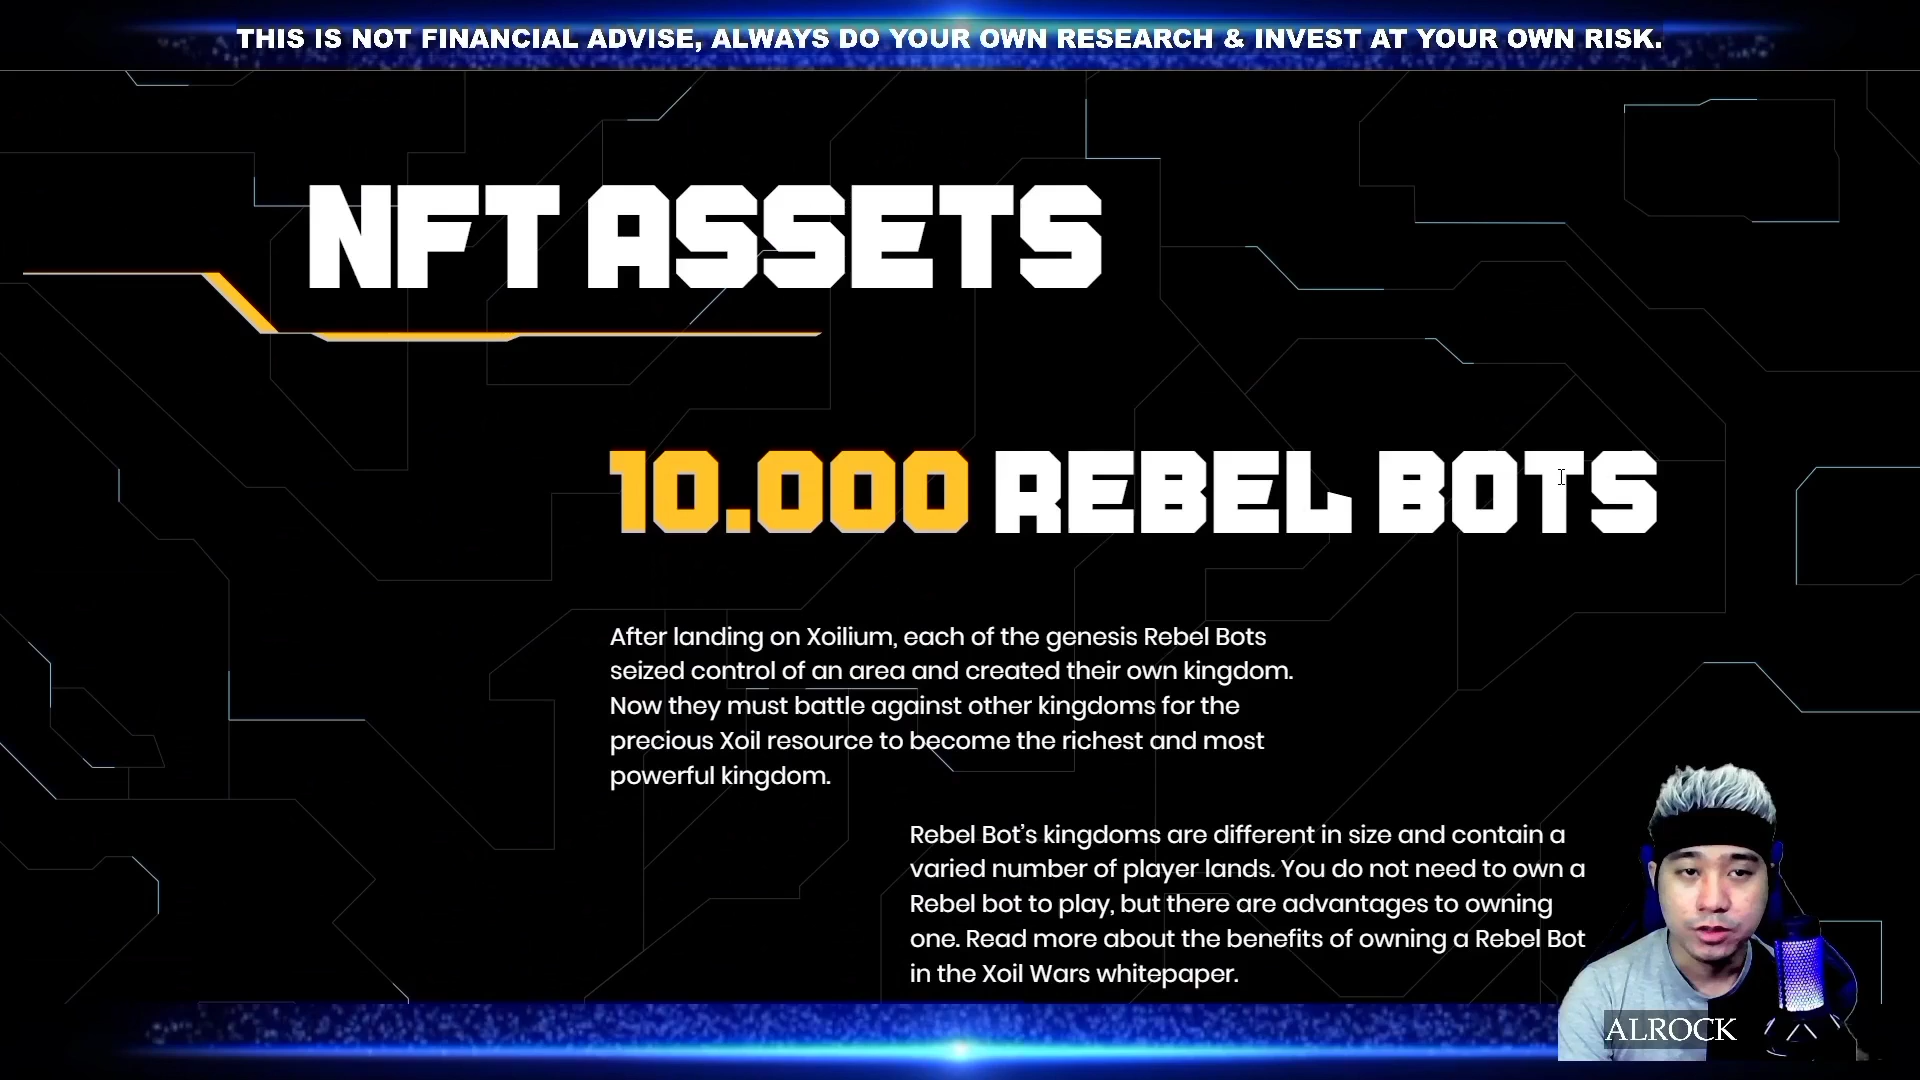 THIS IS NOT FINANCIAL ADVISE, ALWAYS DO YOUR OWN RESEARCH & INVEST AT YOUR OWN RISK.
NFT ASSETS
10.000 REBEL BOTS
After landing on Xoilium, each of the genesis Rebel Bots
seized control of an area and created their own kingdom.
Now they must battle against other kingdoms for the
precious Xoil resource to become the richest and most
powerful kingdom.
Rebel Bot’s kingdoms are different in size and contain a
varied number of player lands. You do not need to own a
Rebel bot to play, but there are advantages to owning
one. Read more about the benefits of owning a Rebel Bot
in the Xoil Wars whitepaper.
ALROCK